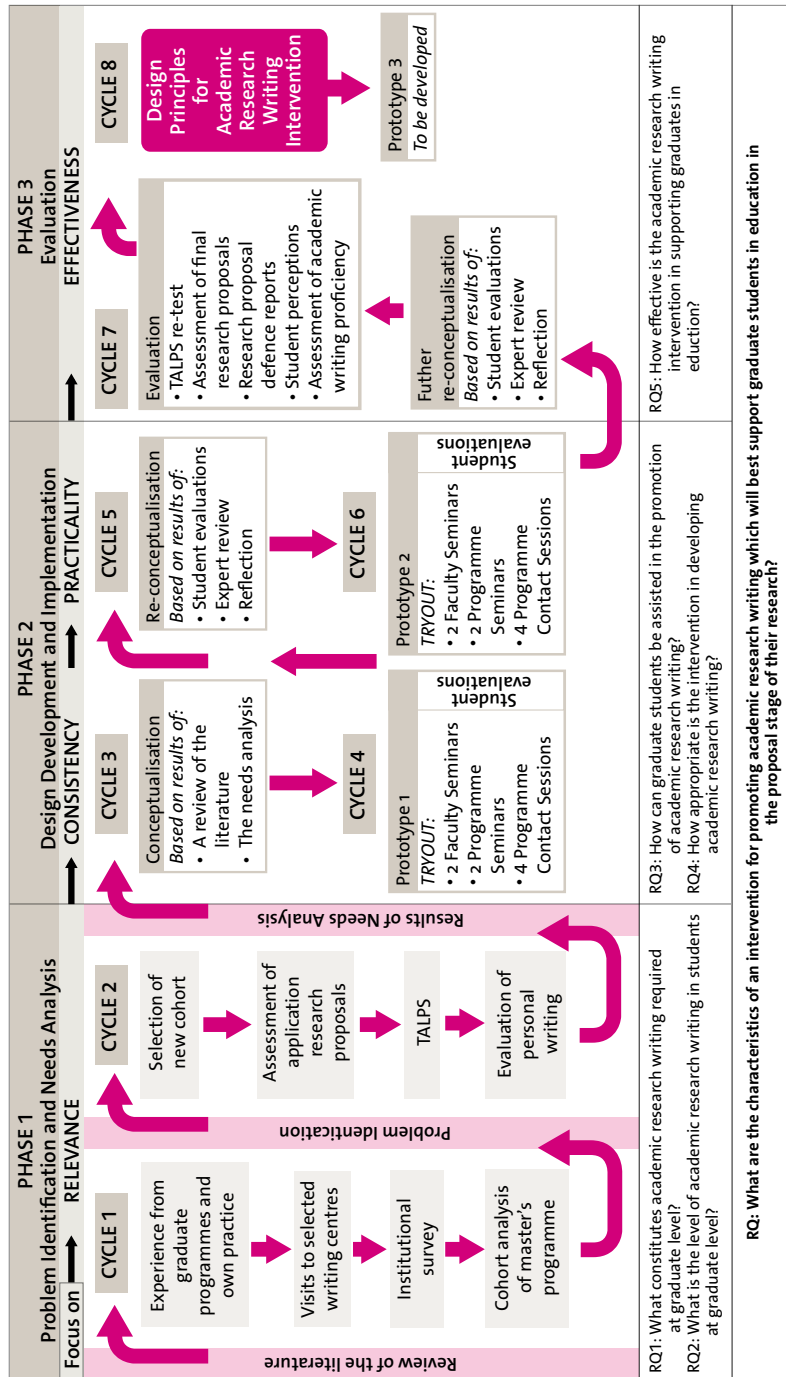 PHASE 1
Problem Identification and Needs Analysis
Focus on
RELEVANCE
Review of the literature
CYCLE 1
Experience from
graduate
programmes and
own practice
Visits to selected
writing centres
Institutional
survey
Cohort analysis
of master's
programme
Problem Identication
CYCLE 2
Selection of
new cohort
Assessment of
application
research
proposals
TALPS
Evaluation of
personal
writing
Results of Needs Analysis
RQ1: What constitutes academic research writing required
at graduate level?
RQ2: What is the level of academic research writing in students
at graduate level?
PHASE 2
Design Development and Implementation
CONSISTENCY
PRACTICALITY
CYCLE 3
Conceptualisation
Based on results of:
• A review of the
literature
• The needs analysis
CYCLE 4
Prototype 1
TRYOUT:
• 2 Faculty Seminars
• 2 Programme
Seminars
• 4 Programme
Contact Sessions
Student
evaluations
CYCLE 5
Re-conceptualisation
Based on results of:
• Student evaluations
• Expert review
• Reflection
CYCLE 6
Prototype 2
TRYOUT:
• 2 Faculty Seminars
• 2 Programme
Seminars
• 4 Programme
Contact Sessions
Student
evaluations
RQ3: How can graduate students be assisted in the promotion
of academic research writing?
RQ4: How appropriate is the intervention in developing
academic research writing?
PHASE 3
Evaluation
EFFECTIVENESS
CYCLE 7
Evaluation
• TALPS re-test
• Assessment of final
research proposals
• Research proposal
defence reports
• Student perceptions
• Assessment of academic
writing proficiency
Futher
re-conceptualisation
Based on results of:
• Student evaluations
• Expert review
• Reflection
CYCLE 8
Design
Principles
for
Academic
Research
Writing
Intervention
Prototype 3
To be developed
RQ5: How effective is the academic research writing
intervention in supporting graduates in
eduction?
RQ: What are the characteristics of an intervention for promoting academic research writing which will best support graduate students in education in
the proposal stage of their research?